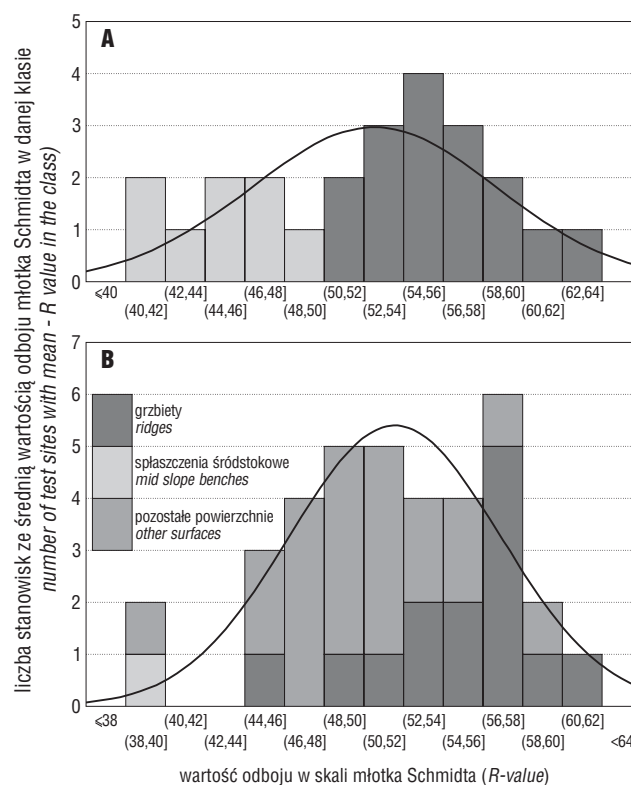 liczba stanowisk ze średnią wartością odboju młotka Schmidta w danej klasie
number of test sites with mean - R value in the class)
A
5
4
3
2
1
0
⩽40 (42,44] (46,48] (50,52] (54,56] (58,60] (62,64]
(40,42] (44,46] (48,50] (52,54] (56,58] (60,62]
B
7
6
5
4
3
2
1
0
grzbiety
ridges
spłaszczenia śródstokowe
mid slope benches
pozostałe powierzchnie
other surfaces
⩽38 (40,42] (44,46] (48,50] (52,54] (56,58] (60,62]
(38,40] (42,44] (46,48] (50,52] (54,56] (58,60] <64
wartość odboju w skali młotka Schmidta (R-value)